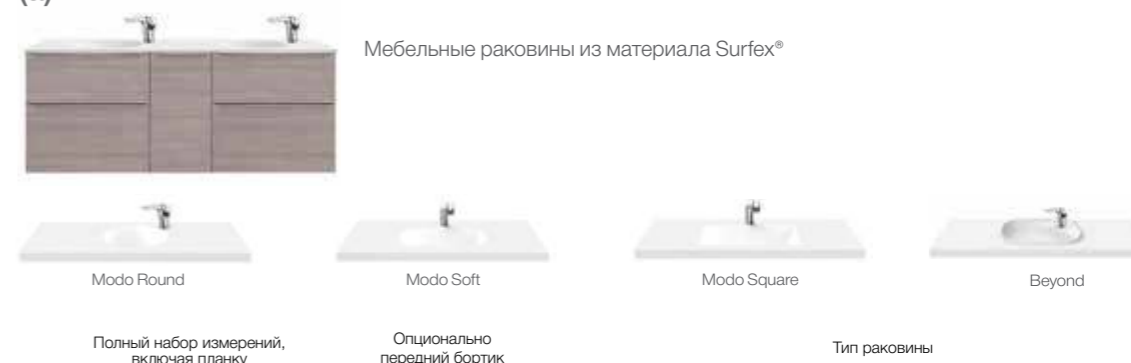 Мебельные раковины из материала Surfex®
Modo Round
Modo Soft
Modo Square
Beyond
Полный набор измерений,
включая планку
Опционально
передний бортик
Тип раковины